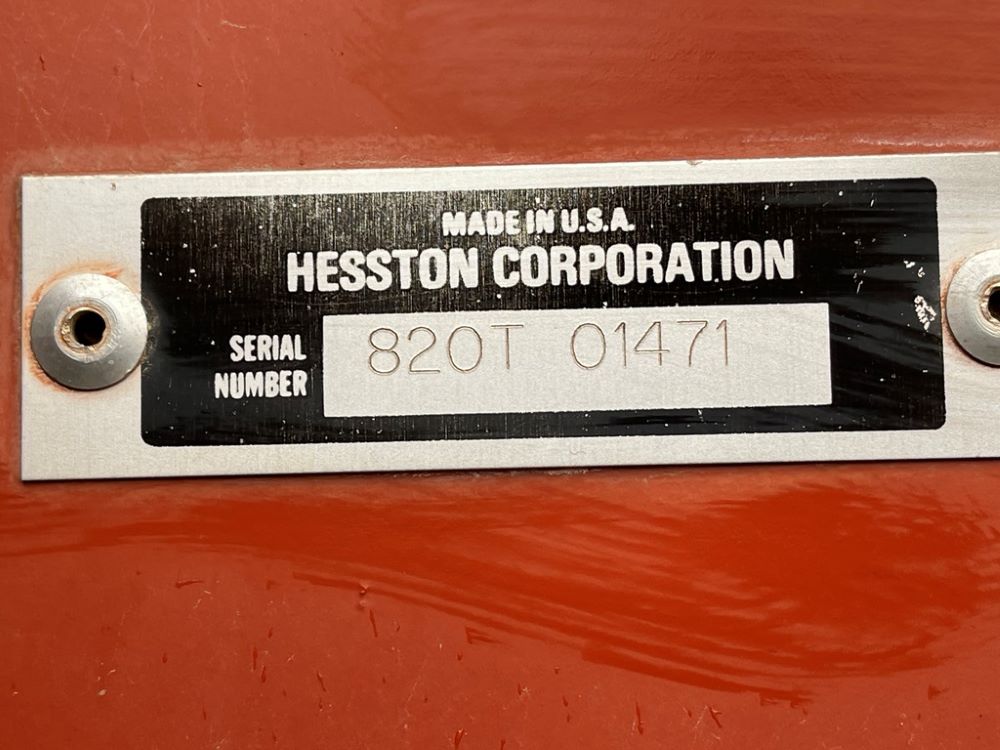 MADE IN U.S.A.
HESSTON CORPORATION
SERIAL NUMBER
820T 01471